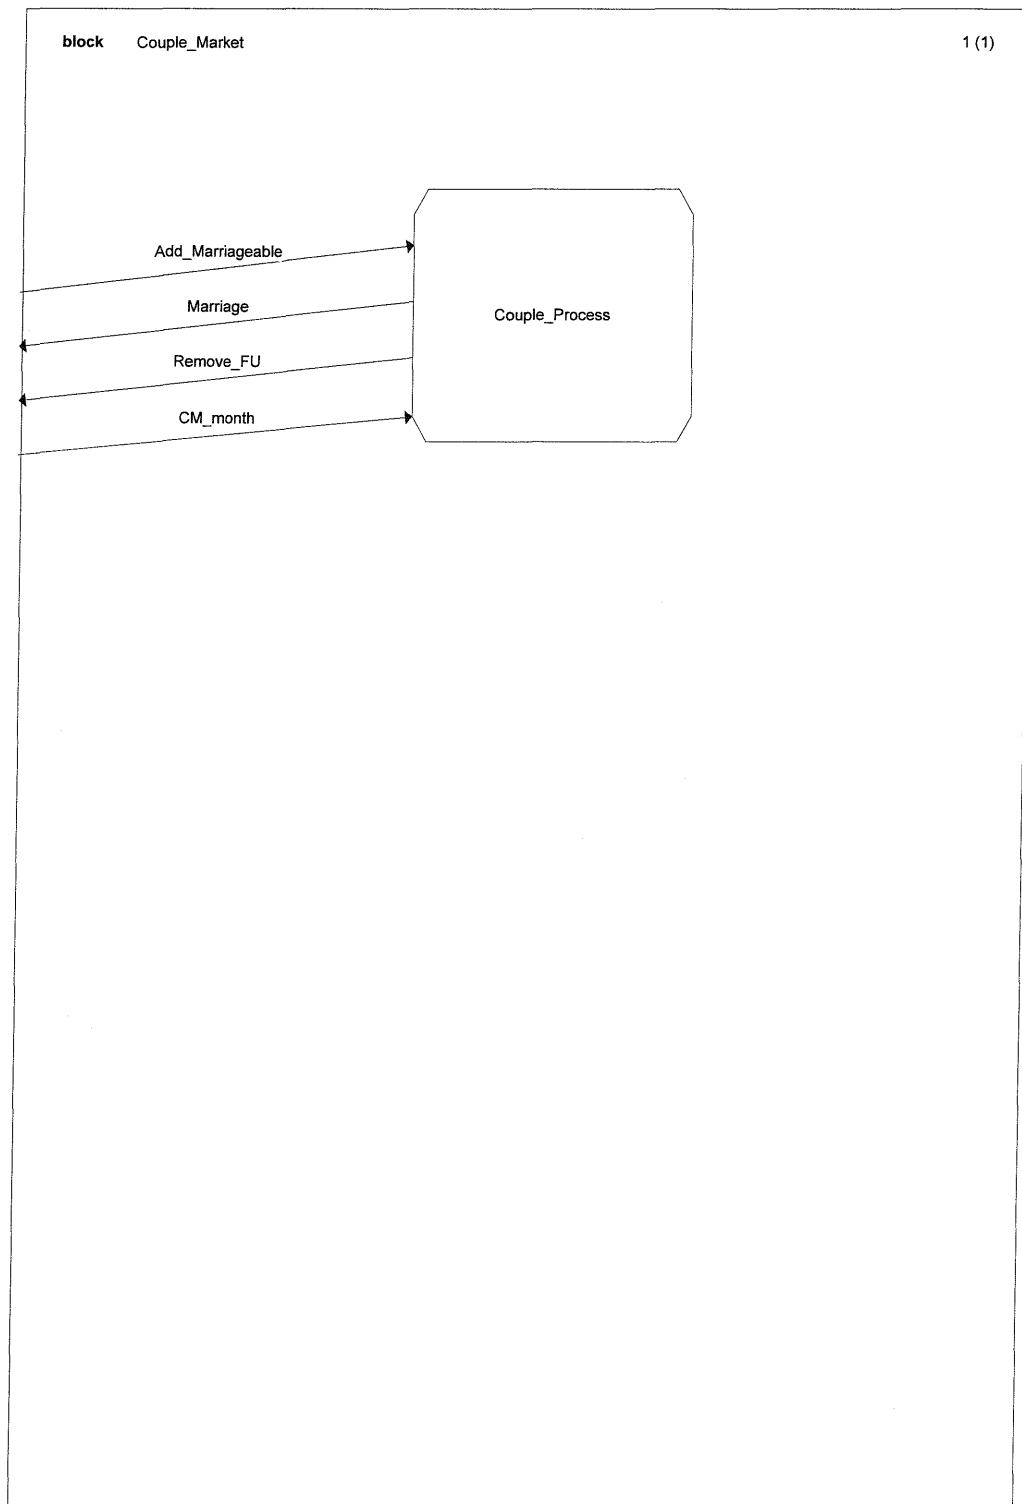 block Couple_Market 1 (1)
Add_Marriageable
Marriage
Couple_Process
Remove_FU
CM_month